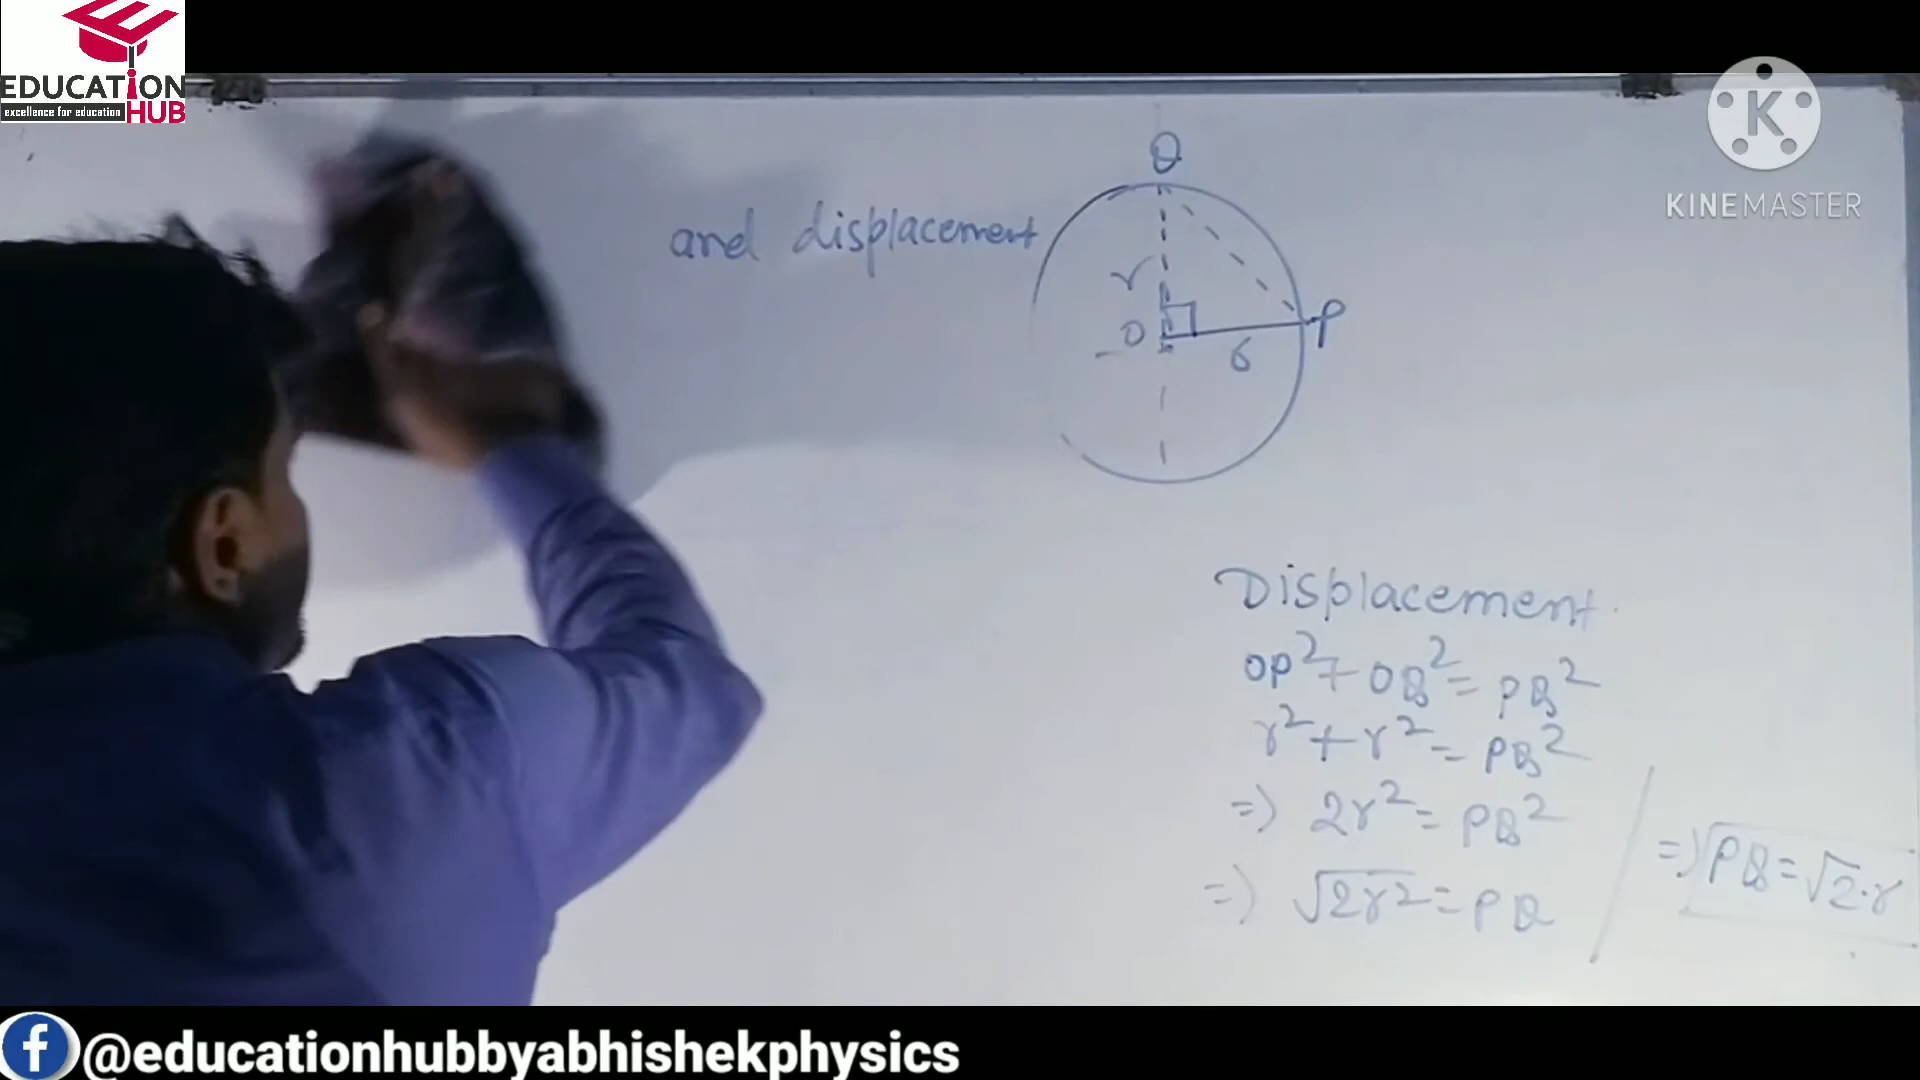 EDUCATION
excellence for education HUB
K
KINEMASTER
Q
and displacement
r
O
P
r
Displacement
OP²+OQ²=PQ²
r²+r²=PQ²
=) 2r²=PQ²
=) √2r²=PQ
=) PQ=√2.r
f @educationhubbyabhishekphysics